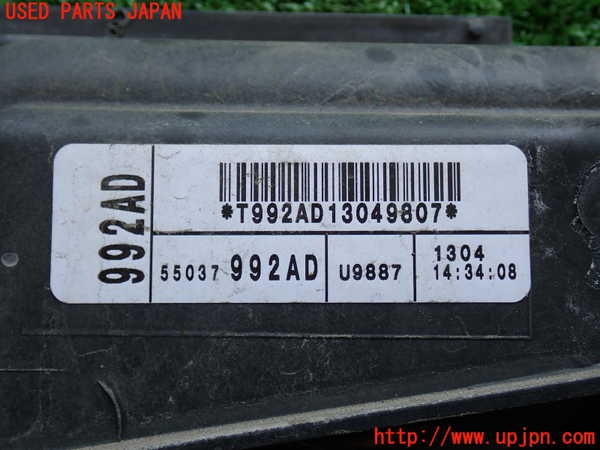 USED PARTS JAPAN
992AD
*T992AD13049807*
55037 992AD
U9887
1304
14:34:08
http://www.upjpn.com